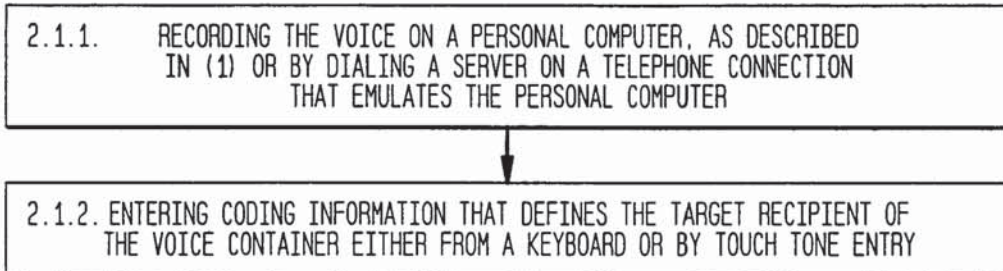 2.1.1. RECORDING THE VOICE ON A PERSONAL COMPUTER, AS DESCRIBED
IN (1) OR BY DIALING A SERVER ON A TELEPHONE CONNECTION
THAT EMULATES THE PERSONAL COMPUTER
2.1.2. ENTERING CODING INFORMATION THAT DEFINES THE TARGET RECIPIENT OF
THE VOICE CONTAINER EITHER FROM A KEYBOARD OR BY TOUCH TONE ENTRY